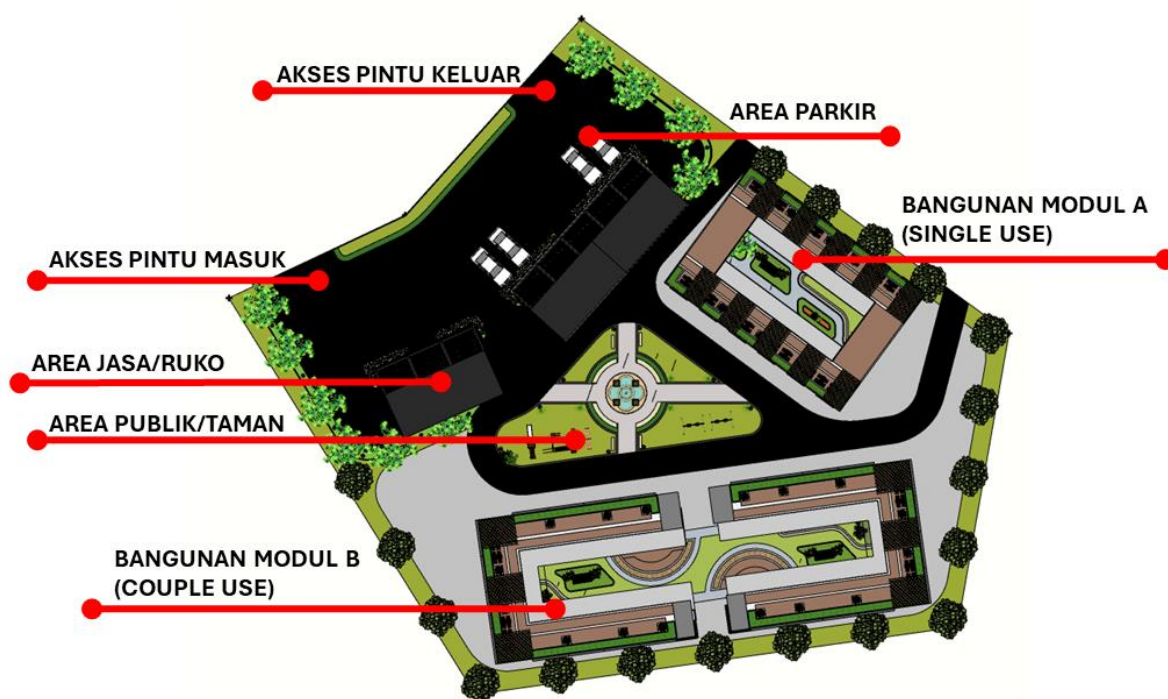 AKSES PINTU KELUAR
AREA PARKIR
BANGUNAN MODUL A
(SINGLE USE)
AKSES PINTU MASUK
AREA JASA/RUKO
AREA PUBLIK/TAMAN
BANGUNAN MODUL B
(COUPLE USE)